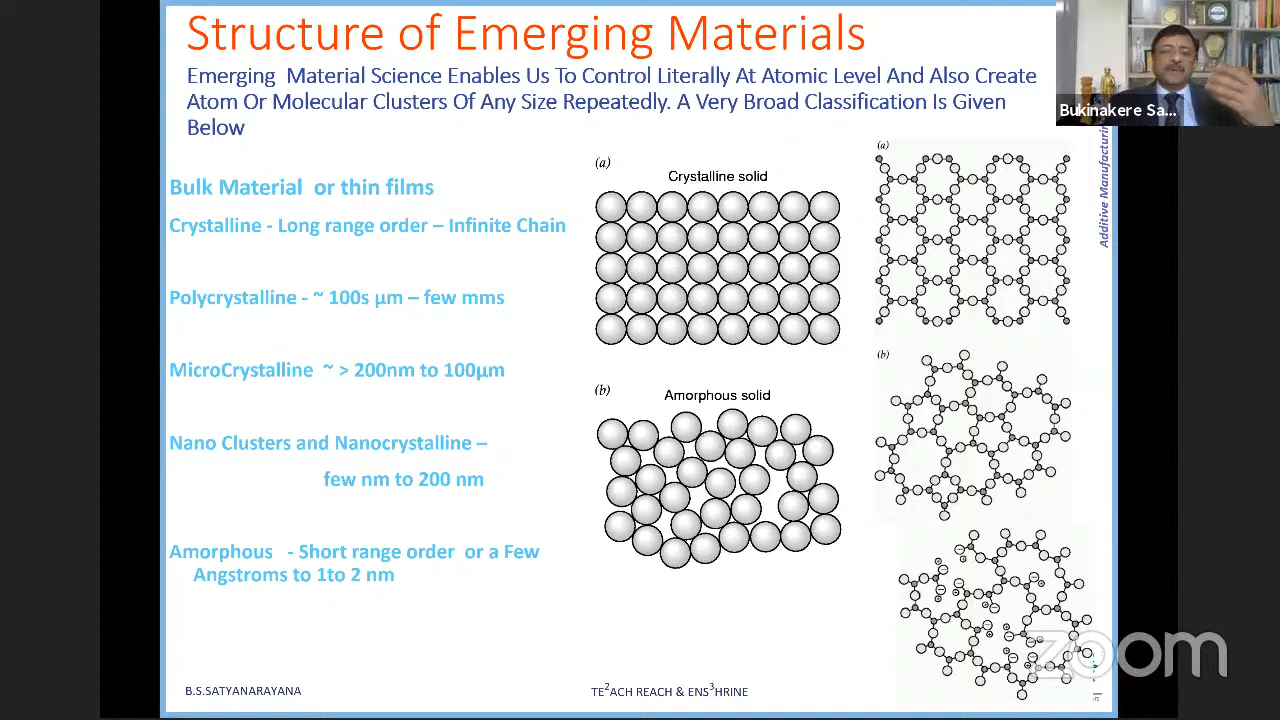 Structure of Emerging Materials
Emerging Material Science Enables Us To Control Literally At Atomic Level And Also Create
Atom Or Molecular Clusters Of Any Size Repeatedly. A Very Broad Classification Is Given
Below
Bukinakere Sa...
Additive Manufacturin
Bulk Material or thin films
Crystalline - Long range order – Infinite Chain
Polycrystalline - ~ 100s µm – few mms
MicroCrystalline ~ > 200nm to 100µm
Nano Clusters and Nanocrystalline –
few nm to 200 nm
Amorphous - Short range order or a Few
Angstroms to 1to 2 nm
(a)
Crystalline solid
(b)
Amorphous solid
(a)
(b)
zoom
B.S.SATYANARAYANA
TE²ACH REACH & ENS³HRINE